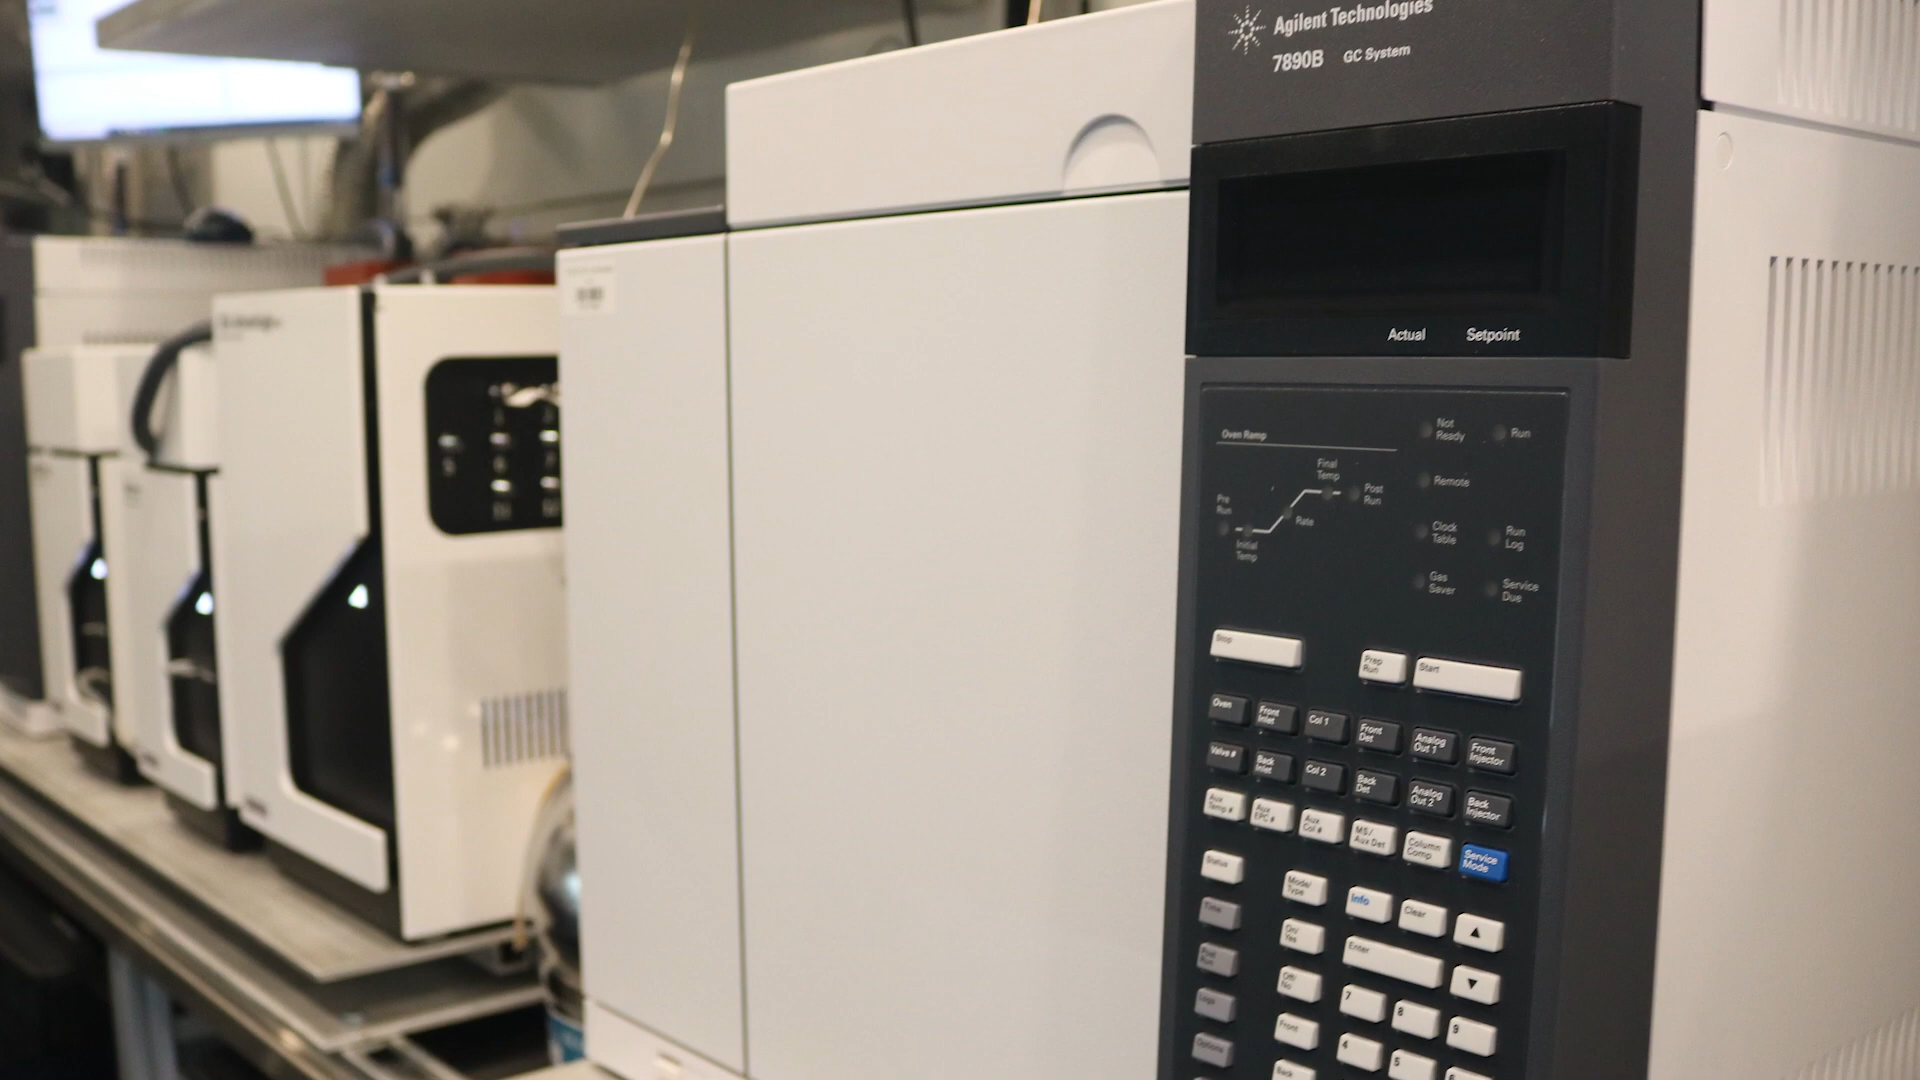 Agilent Technologies
7890B GC System
Actual Setpoint
Oven Ramp
Not
Ready
Run
Remote
Final
Temp
Post
Run
Pre
Run
Rate
Initial
Temp
Clock
Table
Run
Log
Gas
Saver
Service
Due
Stop
Prep
Run
Start
Oven
Front
Inlet
Col 1
Front
Det
Analog
Out 1
Front
Injector
Valve #
Back
Inlet
Col 2
Back
Det
Analog
Out 2
Back
Injector
Aux
Temp #
Aux
EPC #
Aux
Col #
MS/
Aux Det
Column
Comp
Service
Mode
Status
Mode/
Type
Info
Clear
▲
Time
On/
Yes
Enter
▼
Post
Run
Off/
No
7
8
9
Logs
Front
4
5
6
Options
Back